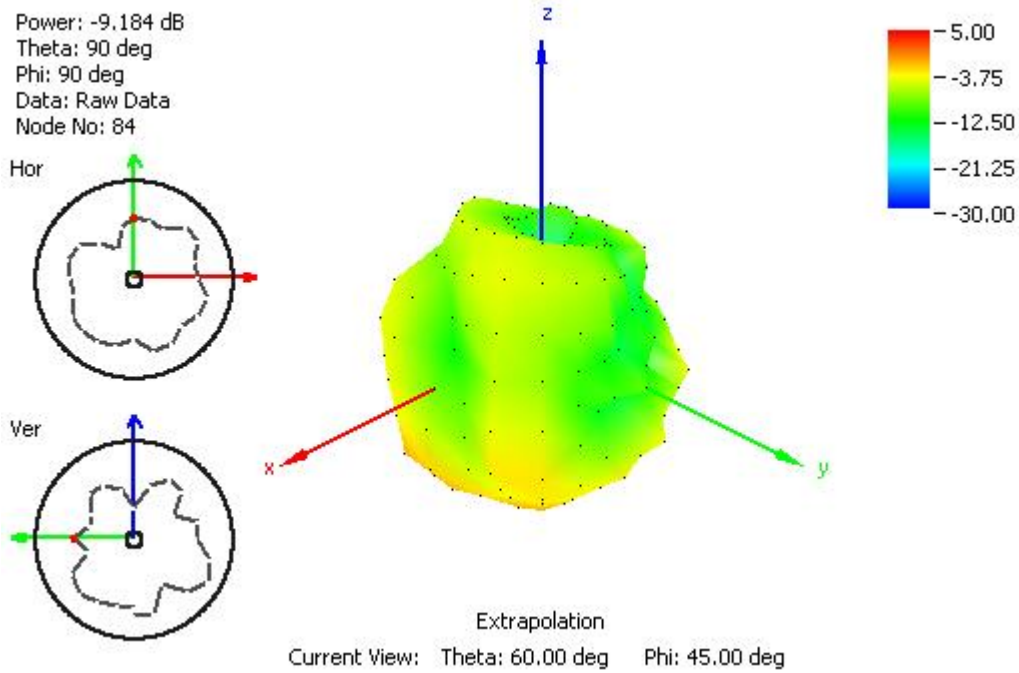 Power: -9.184 dB
Theta: 90 deg
Phi: 90 deg
Data: Raw Data
Node No: 84
Hor
Ver
z
x
y
5.00
-3.75
-12.50
-21.25
-30.00
Extrapolation
Current View: Theta: 60.00 deg Phi: 45.00 deg